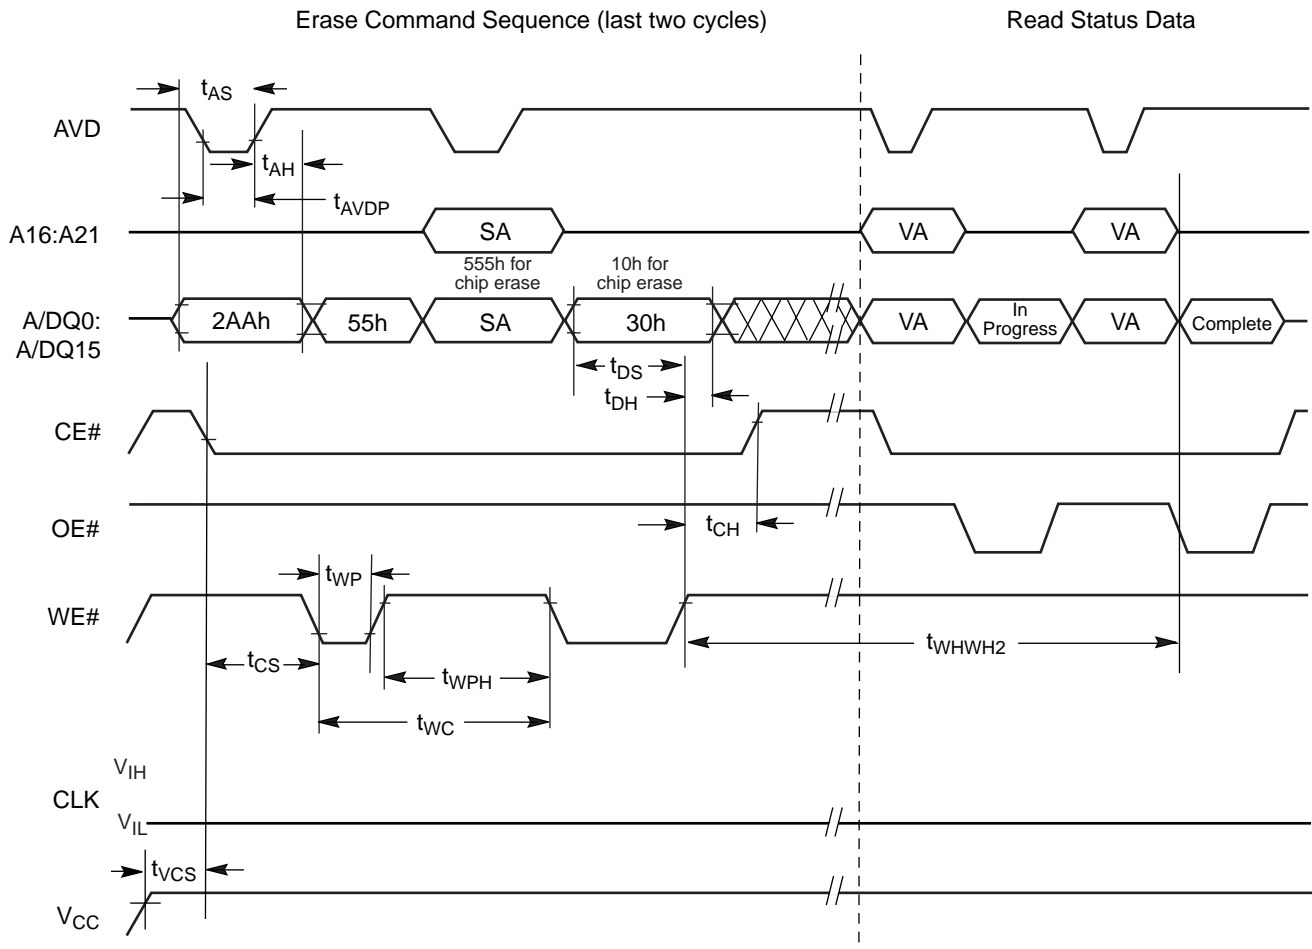 Erase Command Sequence (last two cycles)
Read Status Data
tAS
AVD
tAH
tAVDP
A16:A21
SA
VA
VA
555h for
chip erase
10h for
chip erase
A/DQ0:
A/DQ15
2AAh
55h
SA
30h
VA
In
Progress
VA
Complete
tDS
tDH
CE#
OE#
tCH
tWP
WE#
tWHWH2
tCS
tWPH
tWC
VIH
CLK
VIL
tVCS
VCC